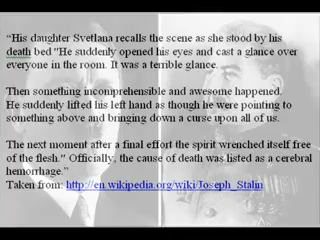 “His daughter Svetlana recalls the scene as she stood by his
death bed "He suddenly opened his eyes and cast a glance over
everyone in the room. It was a terrible glance.
Then something incomprehensible and awesome happened.
He suddenly lifted his left hand as though he were pointing to
something above and bringing down a curse upon all of us.
The next moment after a final effort the spirit wrenched itself free
of the flesh." Officially, the cause of death was listed as a cerebral
hemorrhage.”
Taken from: http://en.wikipedia.org/wiki/Joseph_Stalin